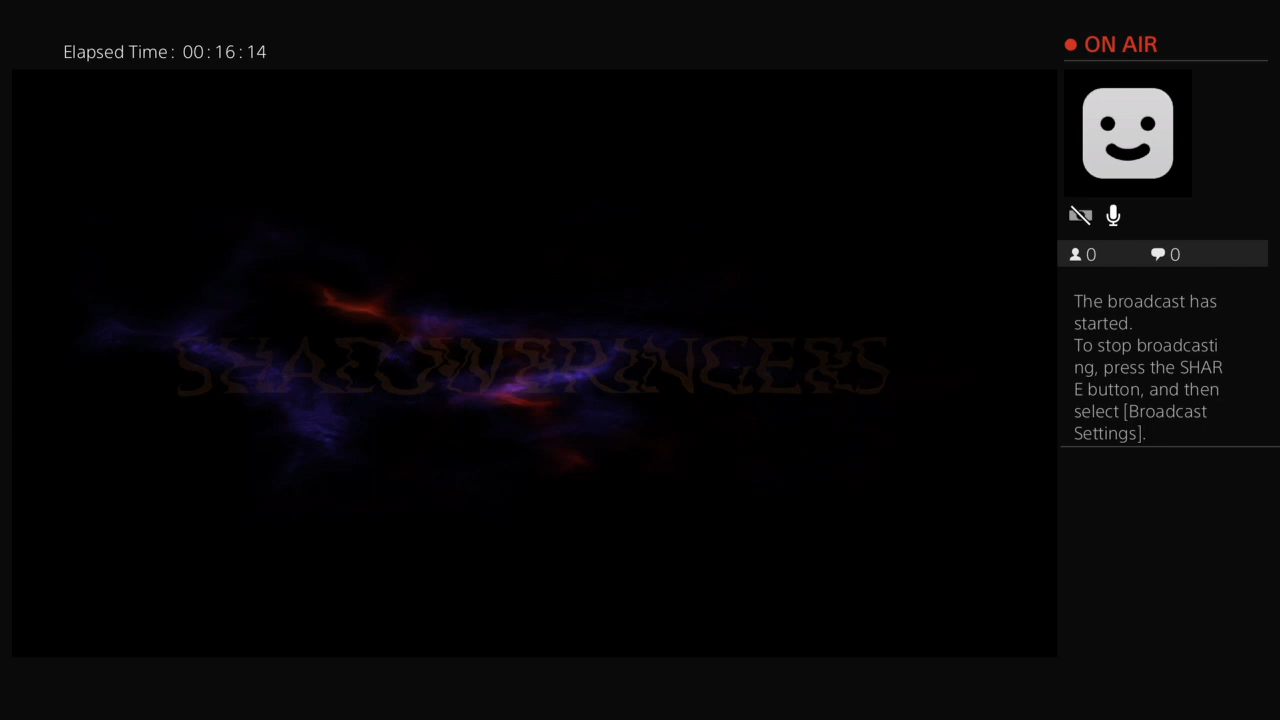 Elapsed Time: 00:16:14
ON AIR
0 0
SHADOWBRINGERS
The broadcast has
started.
To stop broadcasti
ng, press the SHAR
E button, and then
select [Broadcast
Settings].